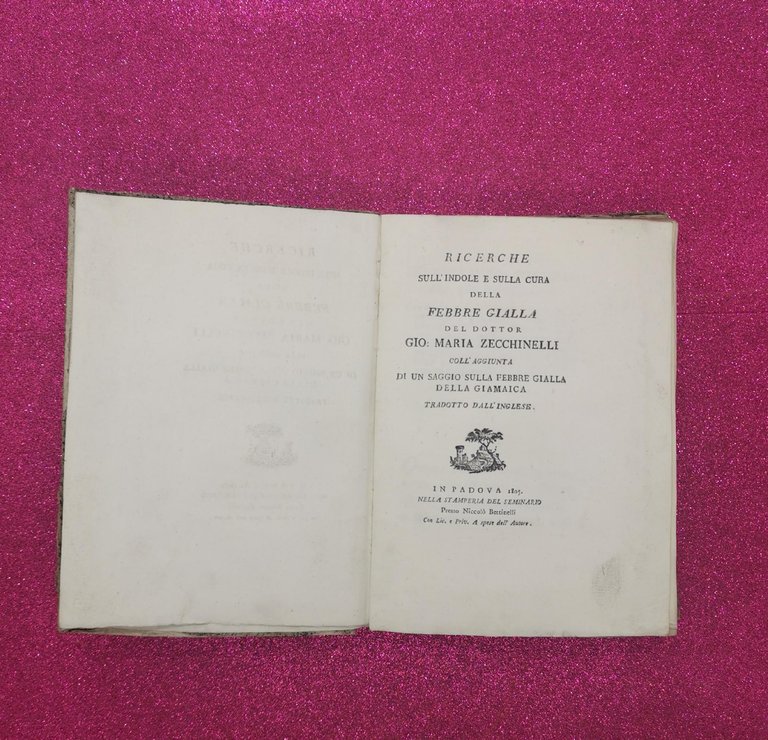 RICERCHE
SULL'INDOLE E SULLA CURA
DELLA
FEBBRE GIALLA
DEL DOTTOR
GIO: MARIA ZECCHINELLI
COLL'AGGIUNTA
DI UN SAGGIO SULLA FEBBRE GIALLA
DELLA GIAMAICA
TRADOTTO DALL'INGLESE.
IN PADOVA 1805.
NELLA STAMPERIA DEL SEMINARIO
Presso Niccolò Bettinelli
Con Lic. e Priv. A spese dell' Autore.